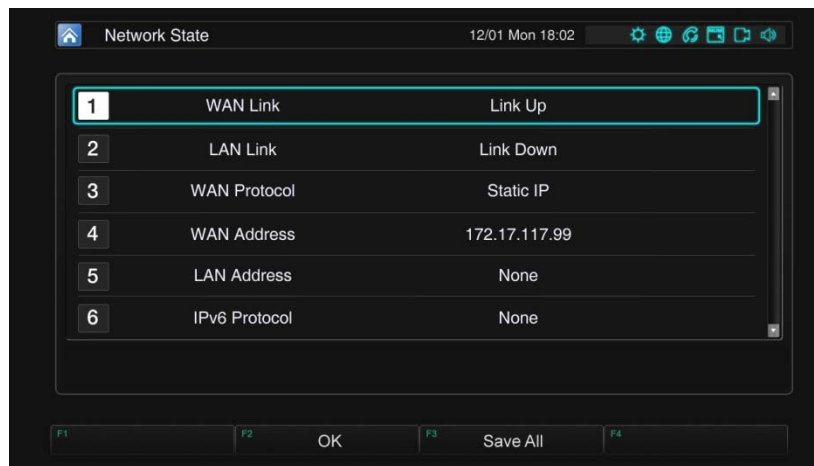 Network State 12/01 Mon 18:02
1 WAN Link Link Up
2 LAN Link Link Down
3 WAN Protocol Static IP
4 WAN Address 172.17.117.99
5 LAN Address None
6 IPv6 Protocol None
F1 F2 OK F3 Save All F4